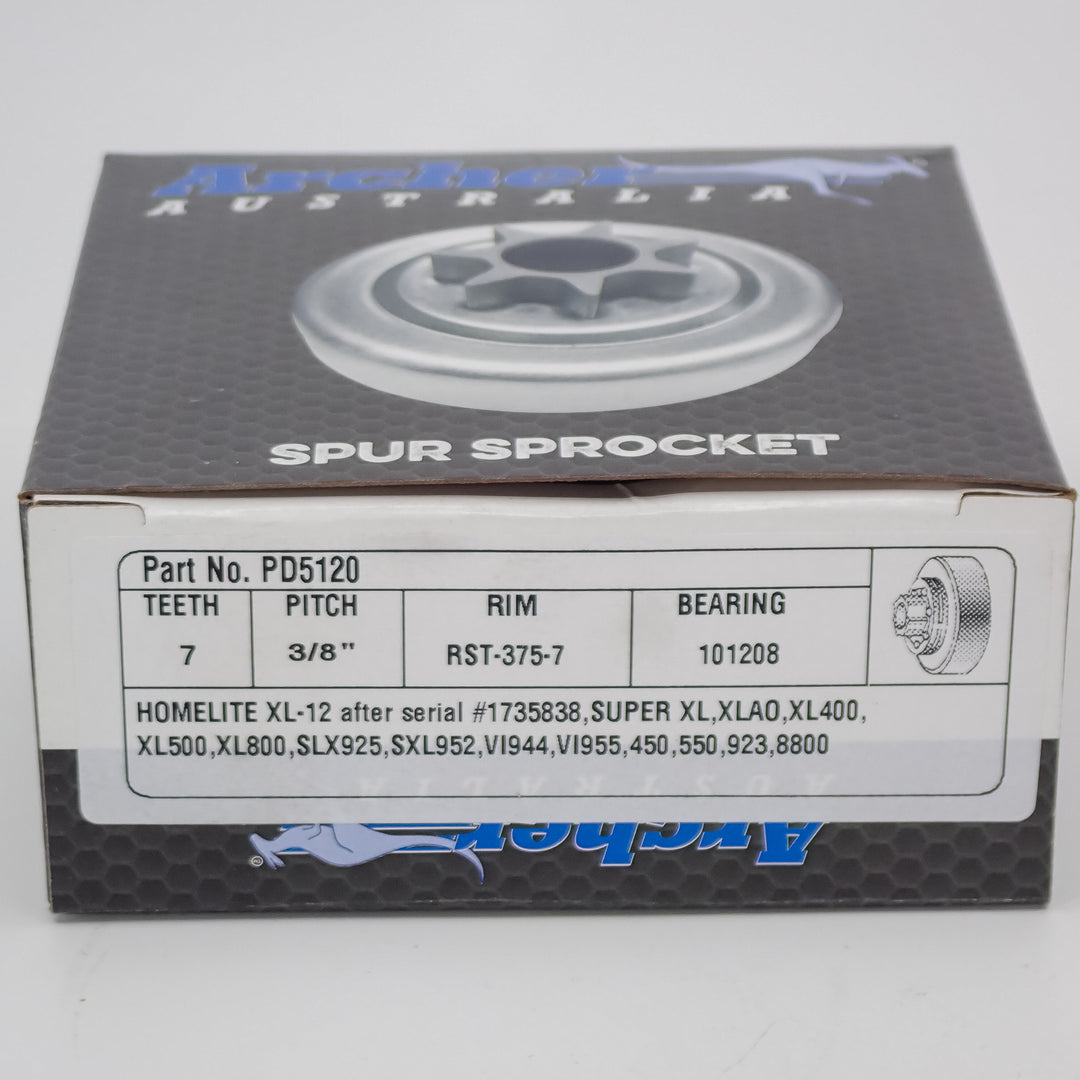 Archer
AUSTRALIA
SPUR SPROCKET
Part No. PD5120
TEETH PITCH RIM BEARING
7 3/8" RST-375-7 101208
HOMELITE XL-12 after serial #1735838,SUPER XL,XLAO,XL400,
XL500,XL800,SLX925,SXL952,VI944,VI955,450,550,923,8800
AUSTRALIA
Archer
®